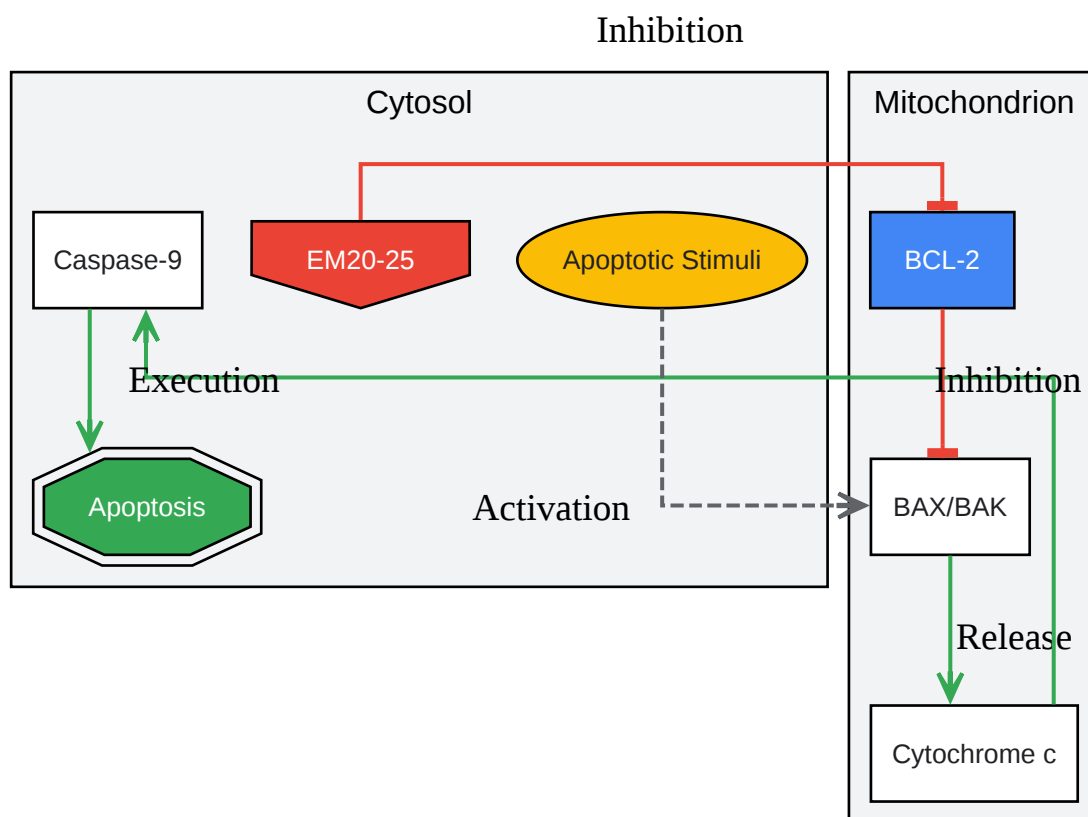 Inhibition
Cytosol
Mitochondrion
Caspase-9
EM20-25
Apoptotic Stimuli
BCL-2
Execution
Inhibition
Apoptosis
Activation
BAX/BAK
Release
Cytochrome c